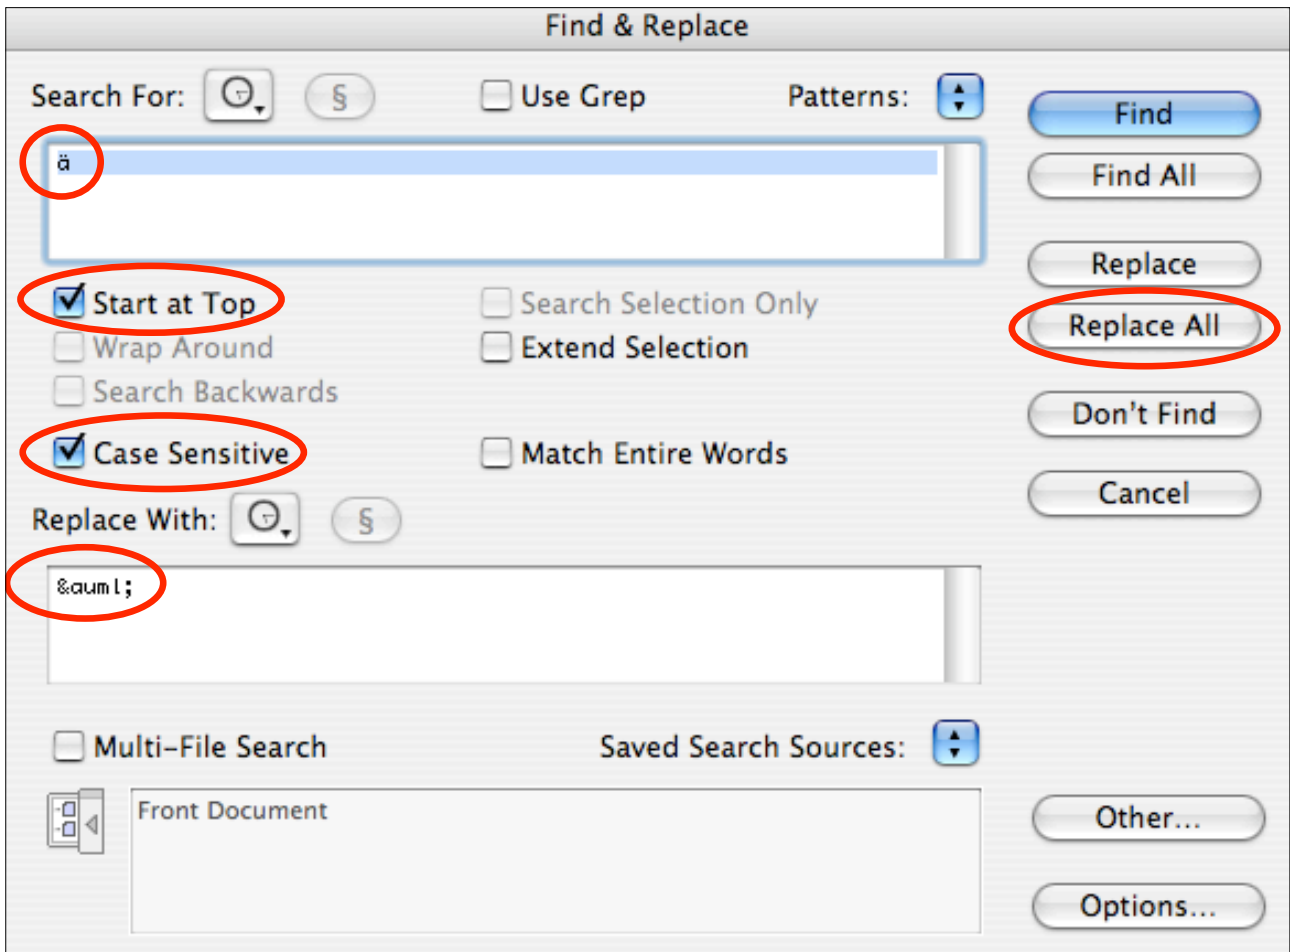 Find & Replace
Search For: § Use Grep Patterns:
Find
ä
Find All
Replace
Start at Top Search Selection Only
Replace All
Wrap Around Extend Selection
Search Backwards
Don't Find
Case Sensitive Match Entire Words
Cancel
Replace With: §
&auml;
Multi-File Search Saved Search Sources:
Front Document
Other...
Options...